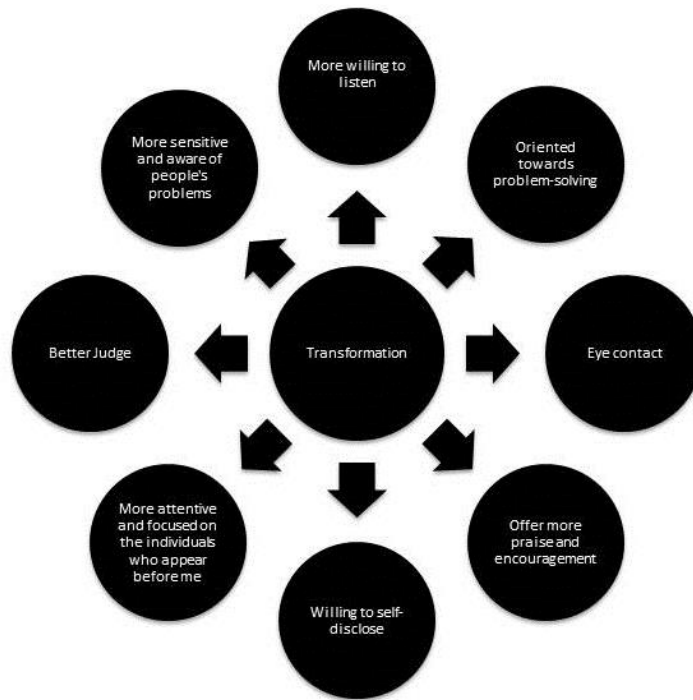 More willing to
listen
Oriented
towards
problem-solving
Eye contact
Offer more
praise and
encouragement
Willing to self-
disclose
More attentive
and focused on
the individuals
who appear
before me
Better Judge
More sensitive
and aware of
people's
problems
Transformation